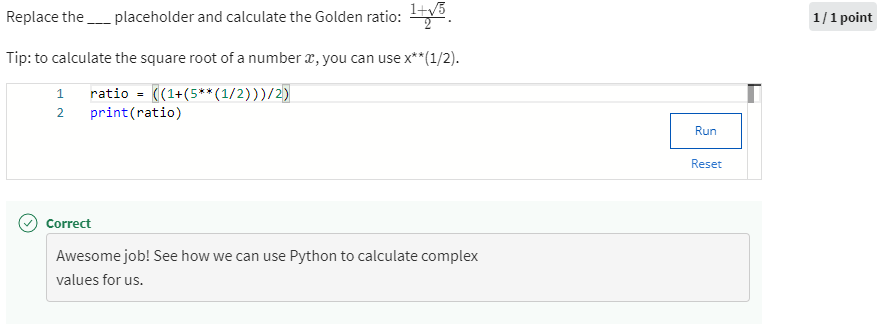 Replace the ___ placeholder and calculate the Golden ratio: $\frac{1+\sqrt{5}}{2}$.
1 / 1 point
Tip: to calculate the square root of a number x, you can use x**(1/2).
1 ratio = ((1+(5**(1/2)))/2)
2 print(ratio)
Run
Reset
Correct
Awesome job! See how we can use Python to calculate complex
values for us.